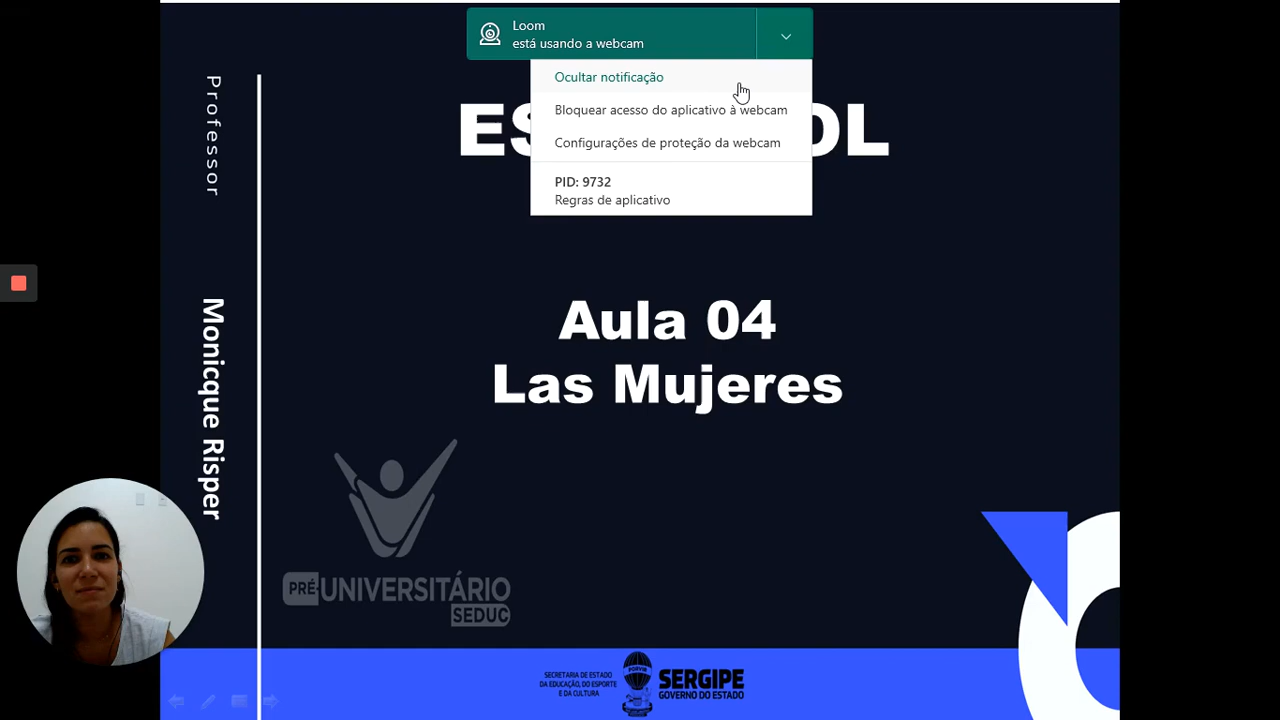 Loom
está usando a webcam
Ocultar notificação
Bloquear acesso do aplicativo à webcam
Configurações de proteção da webcam
PID: 9732
Regras de aplicativo
Professor
Monicque Risper
Aula 04
Las Mujeres
PRÉ-UNIVERSITÁRIO
SEDUC
SECRETARIA DE ESTADO
DA EDUCAÇÃO, DO ESPORTE
E DA CULTURA
SERGIPE
GOVERNO DO ESTADO